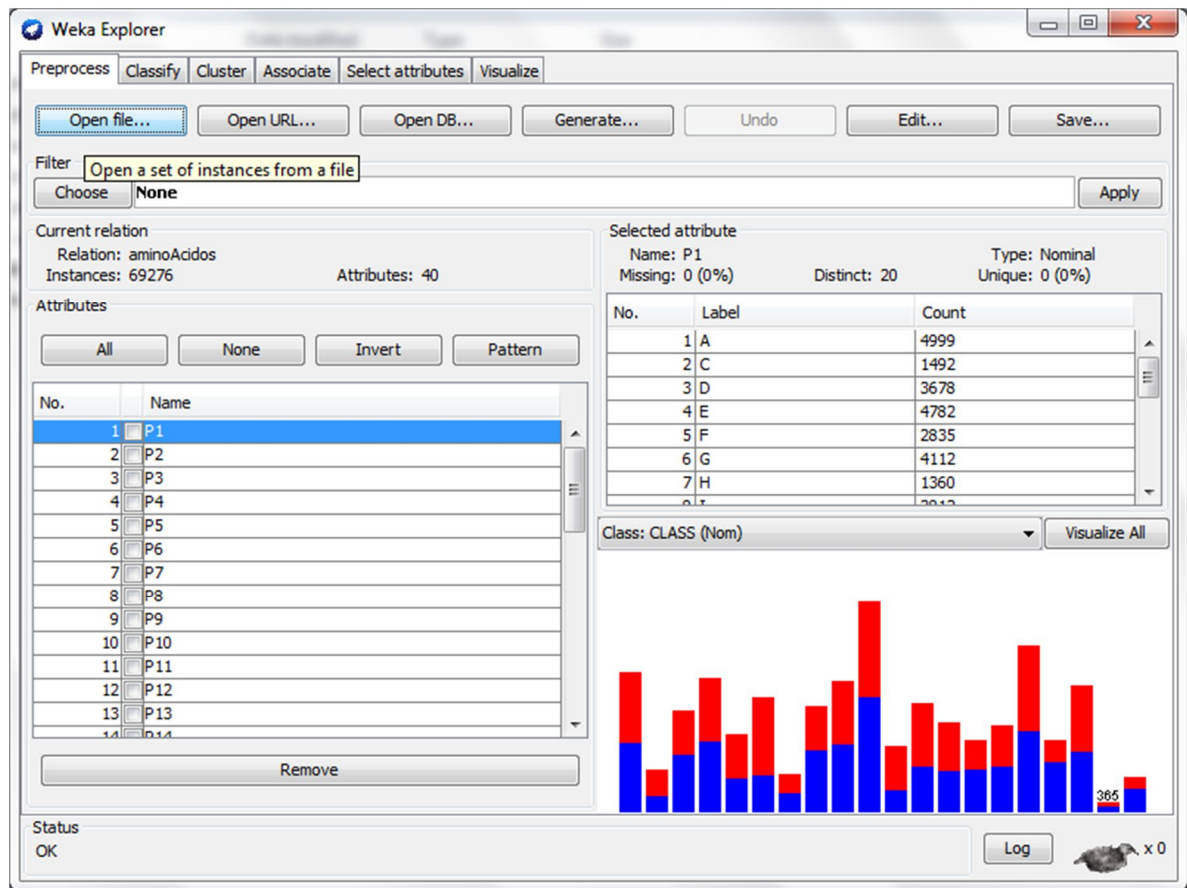 Weka Explorer
Preprocess Classify Cluster Associate Select attributes Visualize
Open file... Open URL... Open DB... Generate... Undo Edit... Save...
Filter
Open a set of instances from a file
Choose None Apply
Current relation
Relation: aminoAcidos
Instances: 69276 Attributes: 40
Attributes
All None Invert Pattern
No. Name
1 P1
2 P2
3 P3
4 P4
5 P5
6 P6
7 P7
8 P8
9 P9
10 P10
11 P11
12 P12
13 P13
14 P14
Remove
Selected attribute
Name: P1 Type: Nominal
Missing: 0 (0%) Distinct: 20 Unique: 0 (0%)
No. Label Count
1 A 4999
2 C 1492
3 D 3678
4 E 4782
5 F 2835
6 G 4112
7 H 1360
Class: CLASS (Nom) Visualize All
365
Status
OK
Log x 0